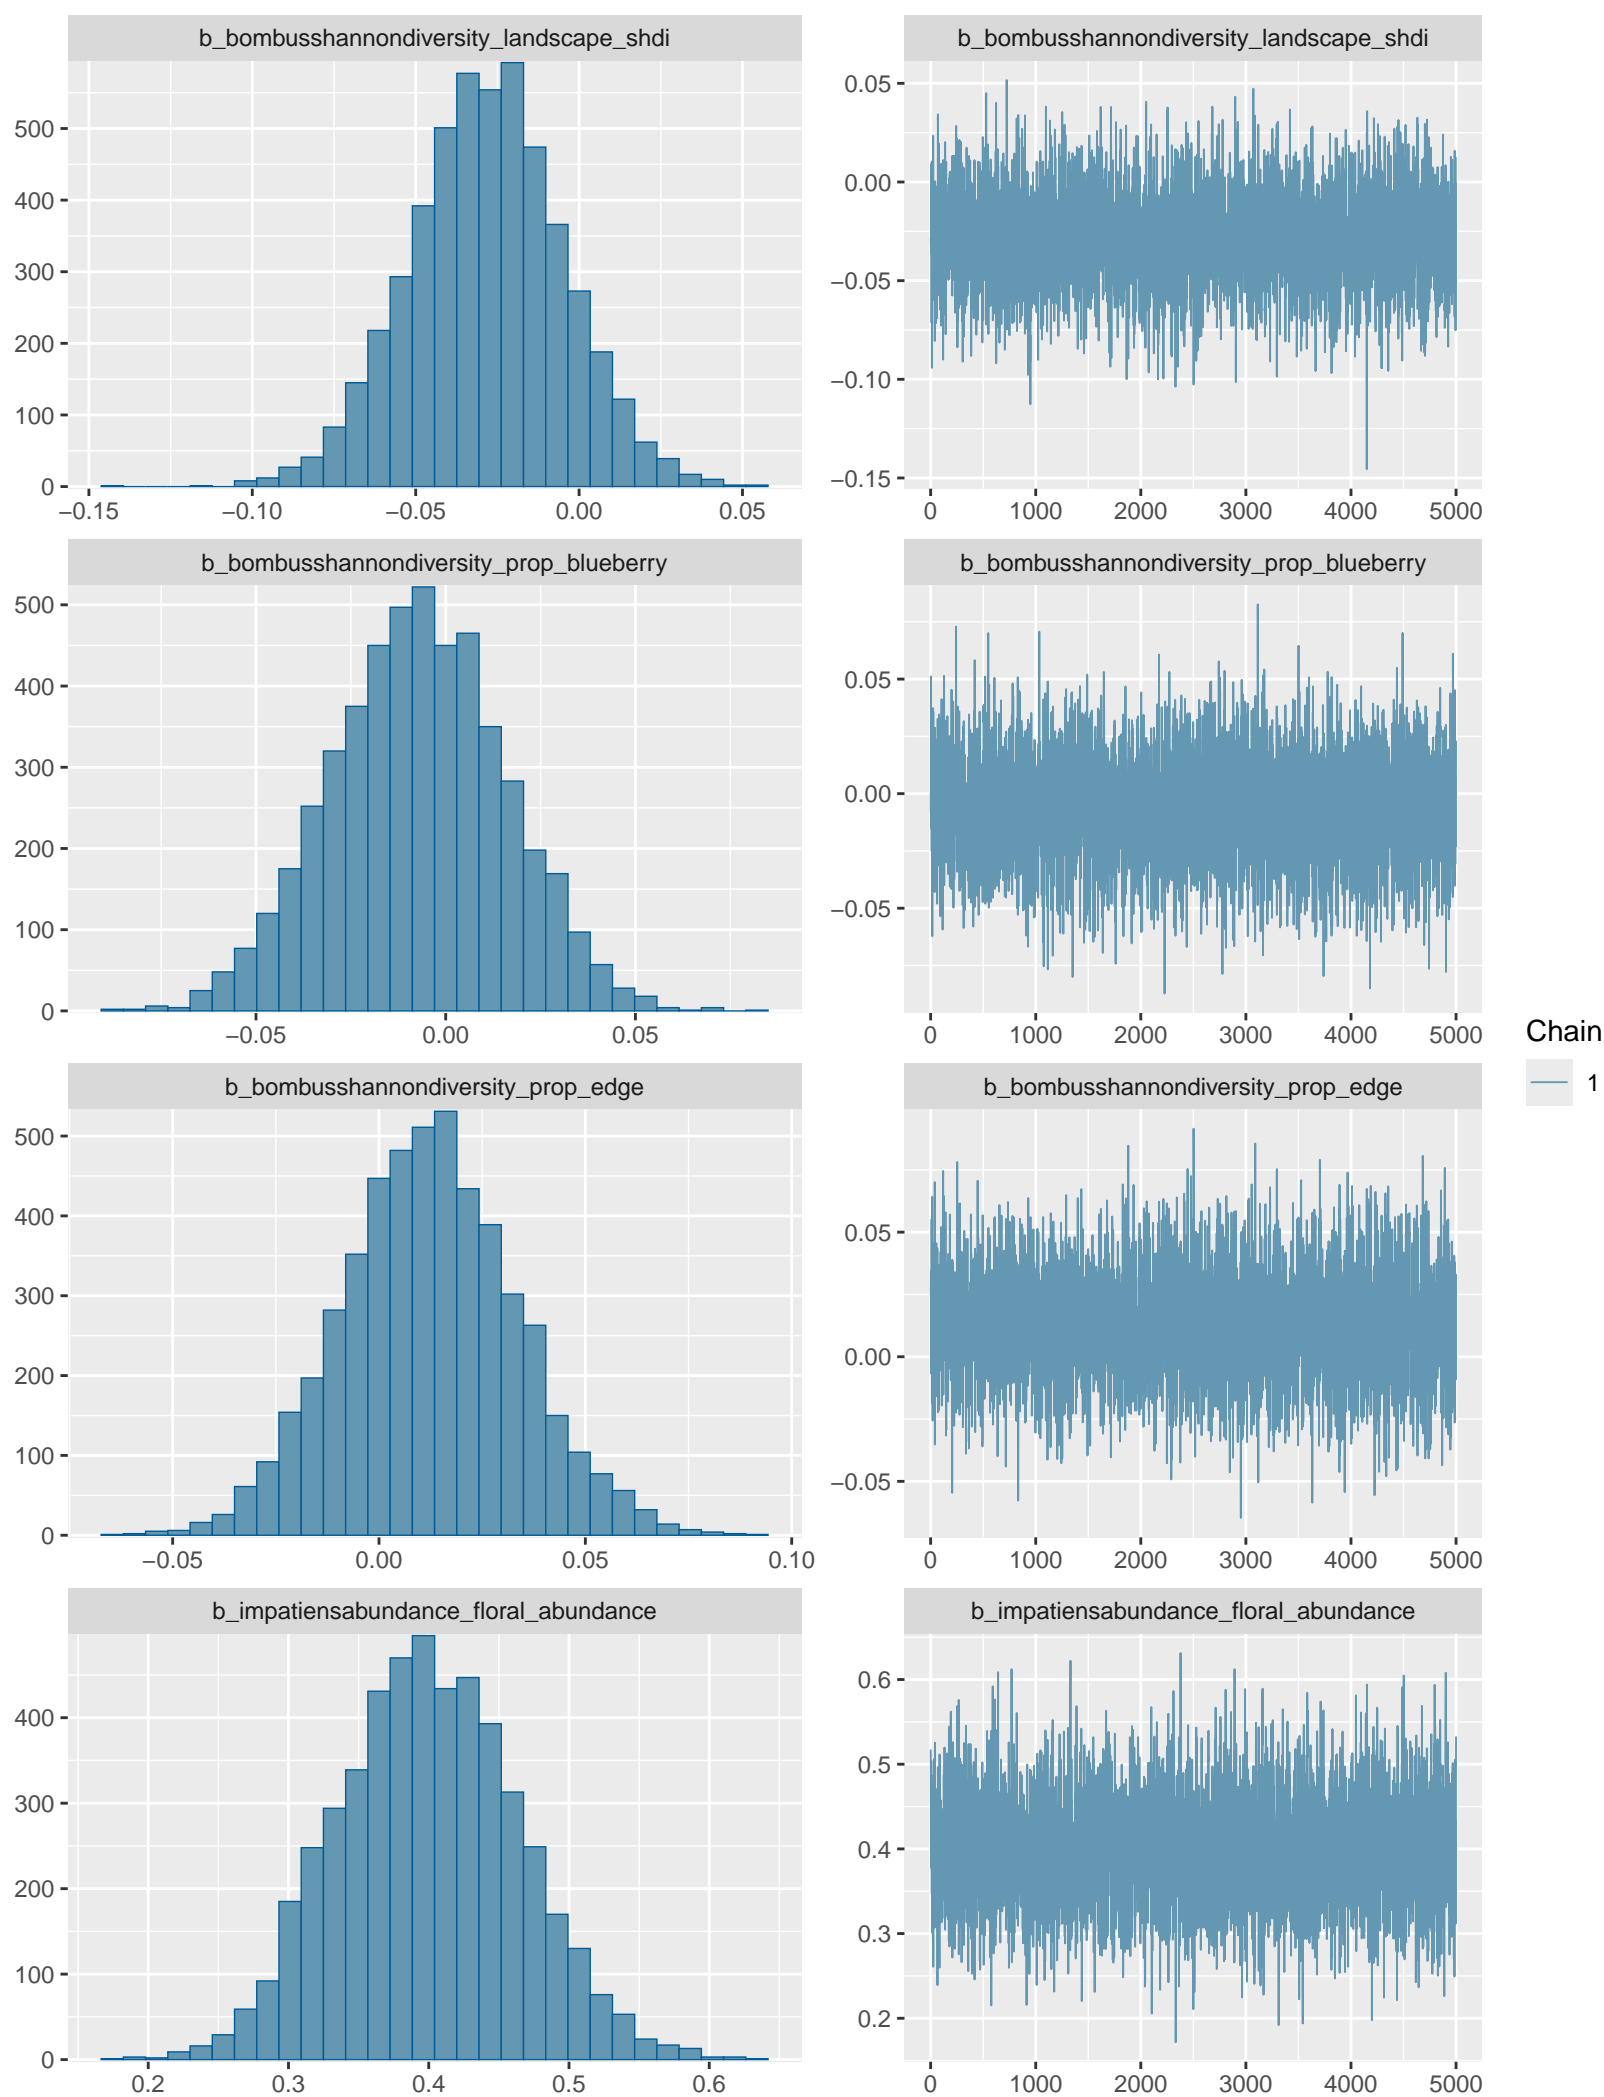 b_bombusshannondiversity_landscape_shdi
b_bombusshannondiversity_landscape_shdi
500
400
300
200
100
0
−0.15 −0.10 −0.05 0.00 0.05
0.05
0.00
−0.05
−0.10
−0.15
0 1000 2000 3000 4000 5000
b_bombusshannondiversity_prop_blueberry
b_bombusshannondiversity_prop_blueberry
500
400
300
200
100
0
−0.05 0.00 0.05
0.05
0.00
−0.05
0 1000 2000 3000 4000 5000
Chain
1
b_bombusshannondiversity_prop_edge
b_bombusshannondiversity_prop_edge
500
400
300
200
100
0
−0.05 0.00 0.05 0.10
0.05
0.00
−0.05
0 1000 2000 3000 4000 5000
b_impatiensabundance_floral_abundance
b_impatiensabundance_floral_abundance
400
300
200
100
0
0.2 0.3 0.4 0.5 0.6
0.6
0.5
0.4
0.3
0.2
0 1000 2000 3000 4000 5000